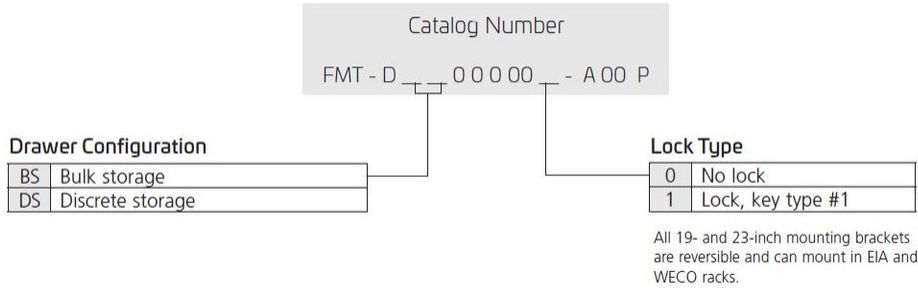 Catalog Number
FMT - D _ _ 0 0 0 00 _ - A 00 P
Drawer Configuration
BS Bulk storage
DS Discrete storage
Lock Type
0 No lock
1 Lock, key type #1
All 19- and 23-inch mounting brackets
are reversible and can mount in EIA and
WECO racks.